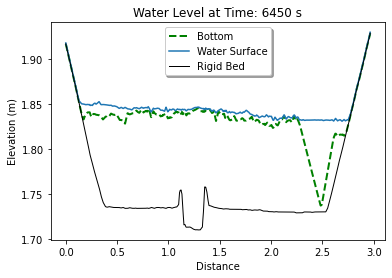 Water Level at Time: 6450 s
Bottom
Water Surface
Rigid Bed
Elevation (m)
1.90
1.85
1.80
1.75
1.70
0.0 0.5 1.0 1.5 2.0 2.5 3.0
Distance